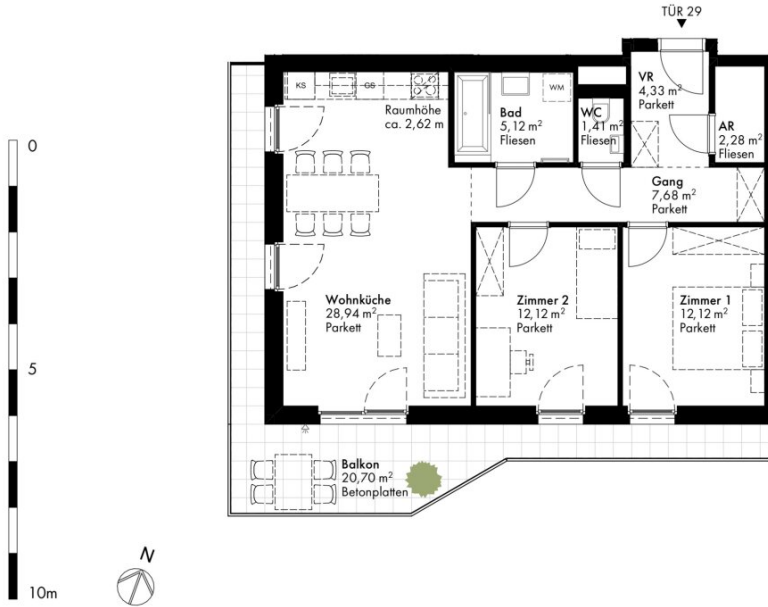 TÜR 29
KS
GS
Raumhöhe
ca. 2,62 m
Bad
5,12 m²
Fliesen
WM
WC
1,41 m²
Fliesen
VR
4,33 m²
Parkett
AR
2,28 m²
Fliesen
Gang
7,68 m²
Parkett
Wohnküche
28,94 m²
Parkett
Zimmer 2
12,12 m²
Parkett
Zimmer 1
12,12 m²
Parkett
Balkon
20,70 m²
Betonplatten
0
5
10m
N